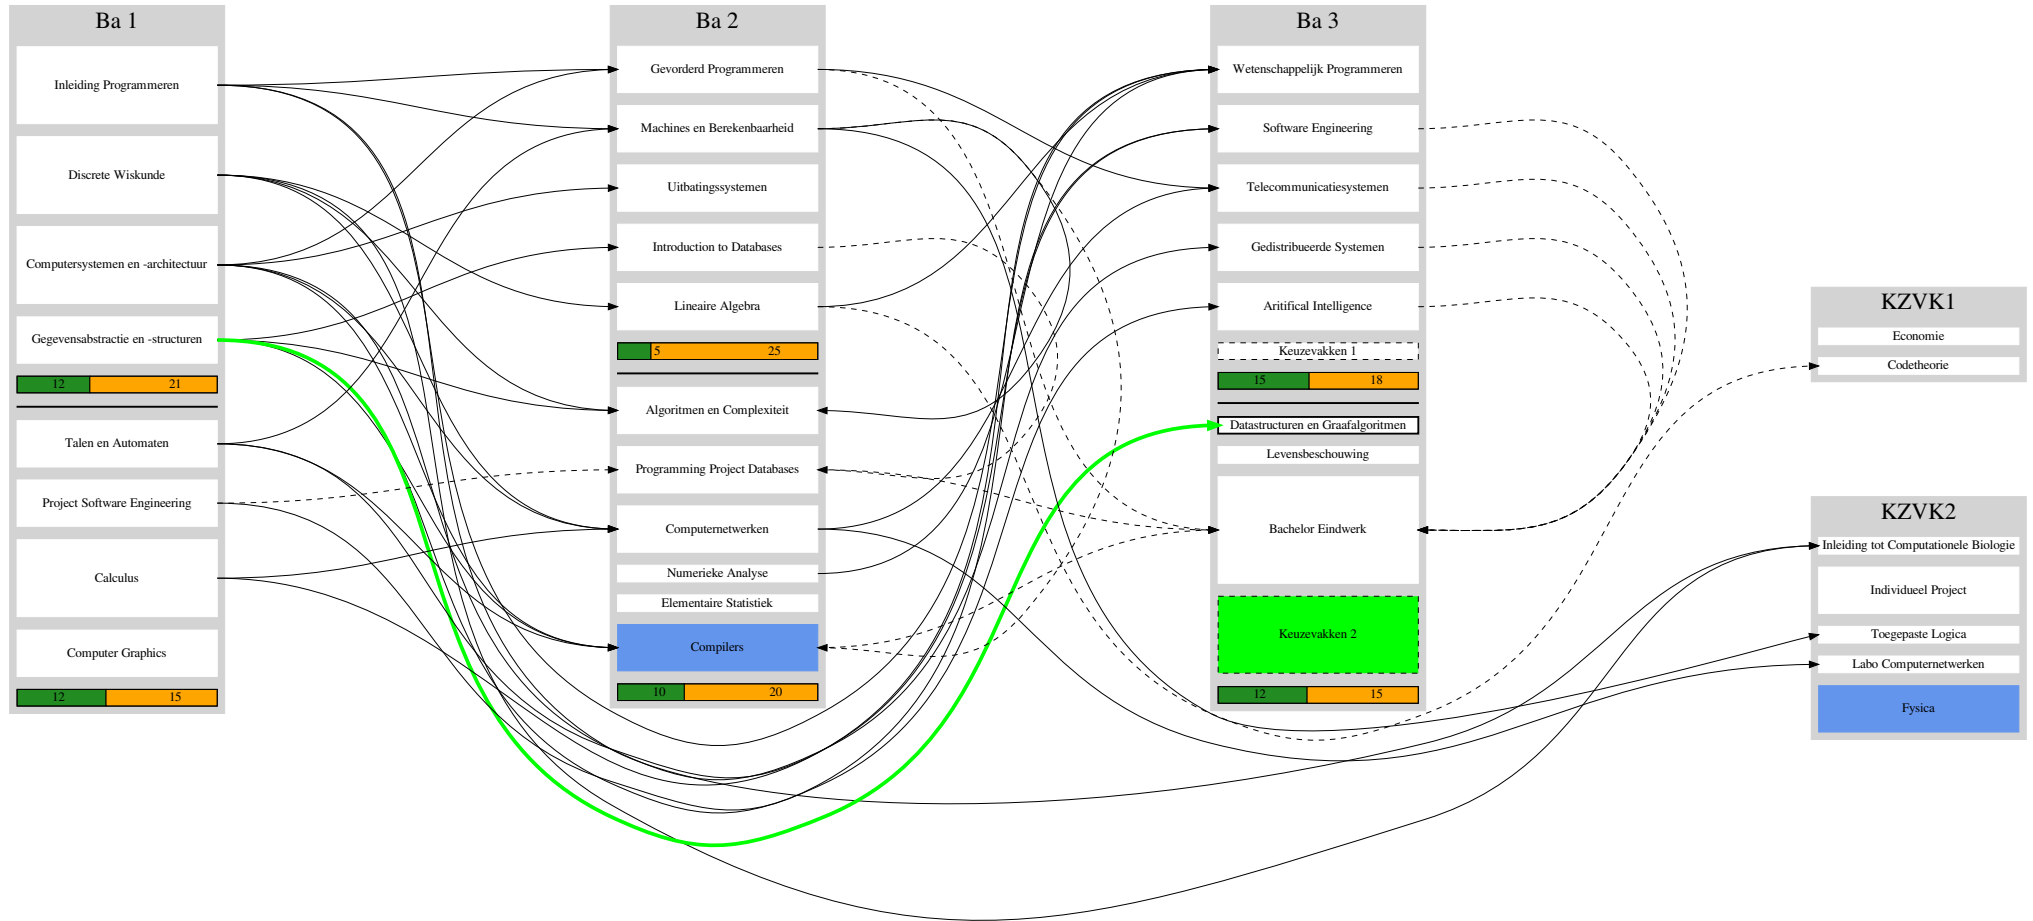 Ba 1
Inleiding Programmeren
Discrete Wiskunde
Computersystemen en -architectuur
Gegevensabstractie en -structuren
12 21
Talen en Automaten
Project Software Engineering
Calculus
Computer Graphics
12 15
Ba 2
Gevorderd Programmeren
Machines en Berekenbaarheid
Uitbatingssystemen
Introduction to Databases
Lineaire Algebra
5 25
Algoritmen en Complexiteit
Programming Project Databases
Computernetwerken
Numerieke Analyse
Elementaire Statistiek
Compilers
10 20
Ba 3
Wetenschappelijk Programmeren
Software Engineering
Telecommunicatiesystemen
Gedistribueerde Systemen
Aritifical Intelligence
Keuzevakken 1
15 18
Datastructuren en Graafalgoritmen
Levensbeschouwing
Bachelor Eindwerk
Keuzevakken 2
12 15
KZVK1
Economie
Codetheorie
KZVK2
Inleiding tot Computationele Biologie
Individueel Project
Toegepaste Logica
Labo Computernetwerken
Fysica